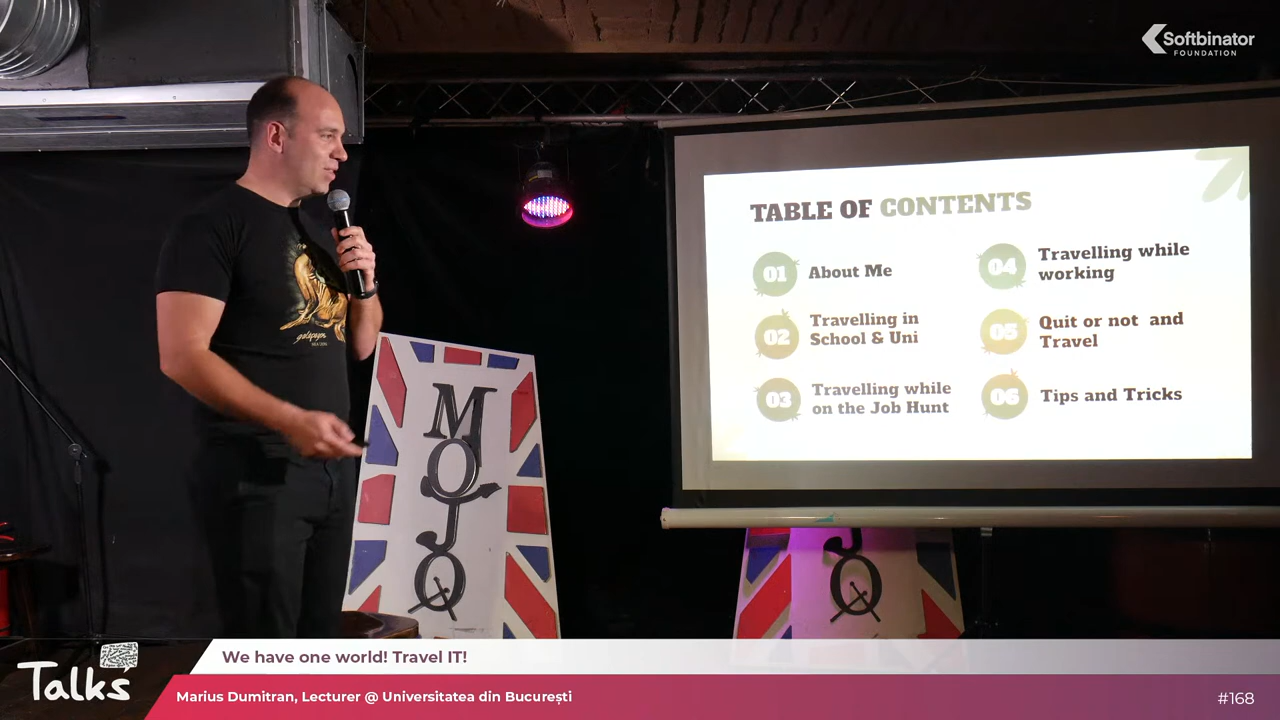 Softbinator
FOUNDATION
TABLE OF CONTENTS
01 About Me
02 Travelling in
School & Uni
03 Travelling while
on the Job Hunt
04 Travelling while
working
05 Quit or not and
Travel
06 Tips and Tricks
galapagos
MOJO
JO
Talks
We have one world! Travel IT!
Marius Dumitran, Lecturer @ Universitatea din București
#168